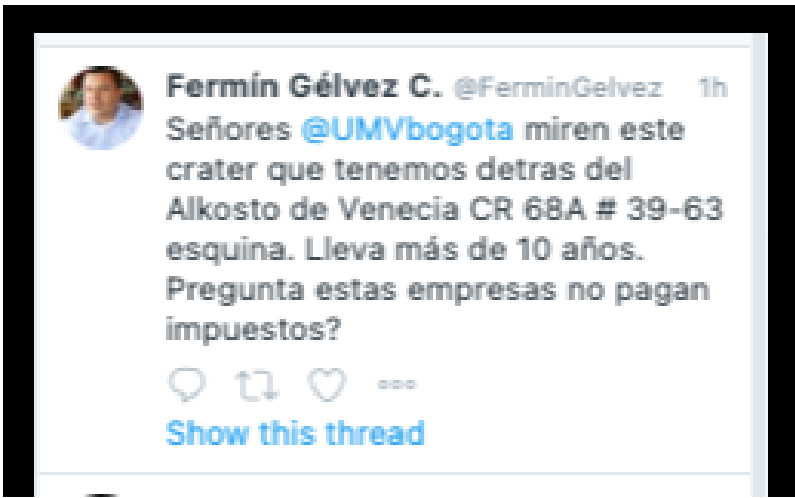 Fermín Gélvez C. @FerminGelvez 1h
Señores @UMVbogota miren este
crater que tenemos detras del
Alkosto de Venecia CR 68A # 39-63
esquina. Lleva más de 10 años.
Pregunta estas empresas no pagan
impuestos?
Show this thread